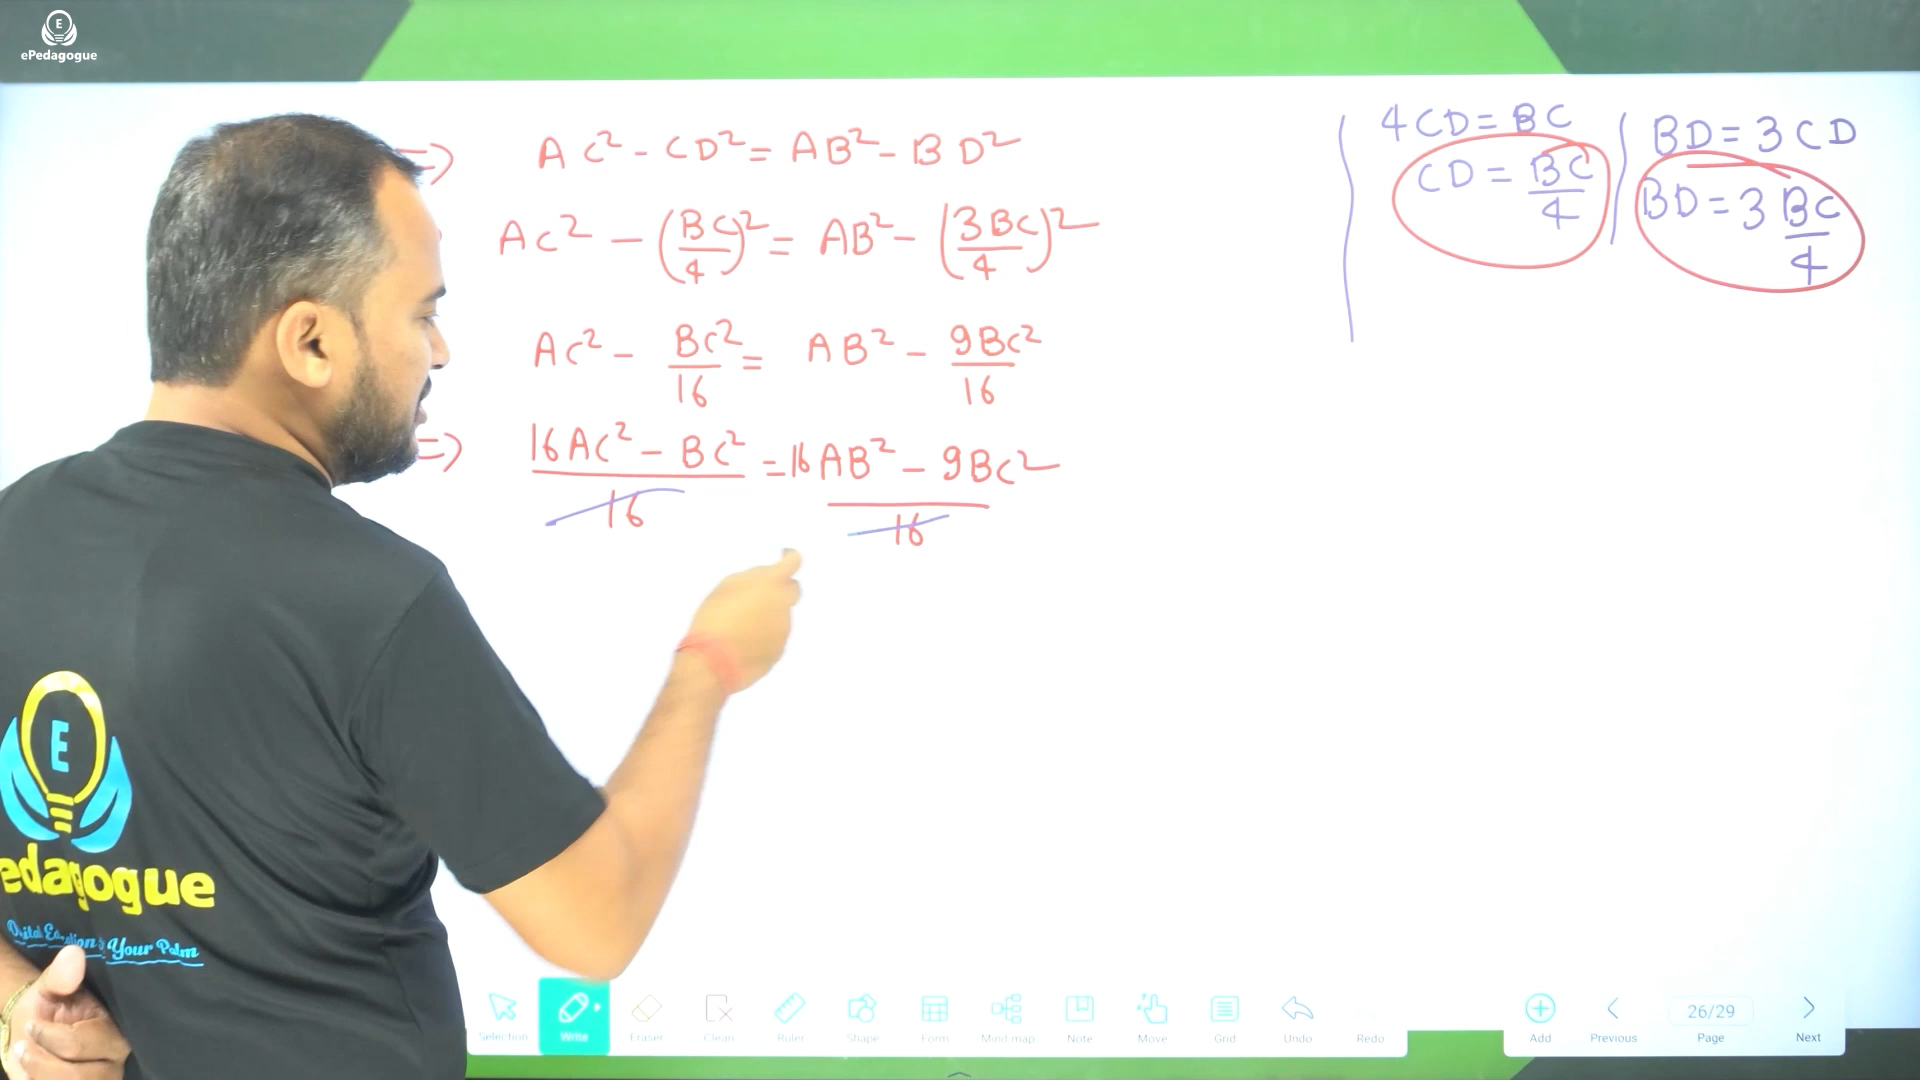 E
ePedagogue
=> AC² - CD² = AB² - BD²
AC² - (BC/4)² = AB² - (3BC/4)²
AC² - BC²/16 = AB² - 9BC²/16
=> 16AC² - BC²/16 = 16AB² - 9BC²/16
4CD = BC
CD = BC/4
BD = 3CD
BD = 3 BC/4
E
edagogue
Your Palm
Selection Write Eraser Clean Ruler Shape Form Mind map Note Move Grid Undo Redo
Add Previous 26/29 Page Next